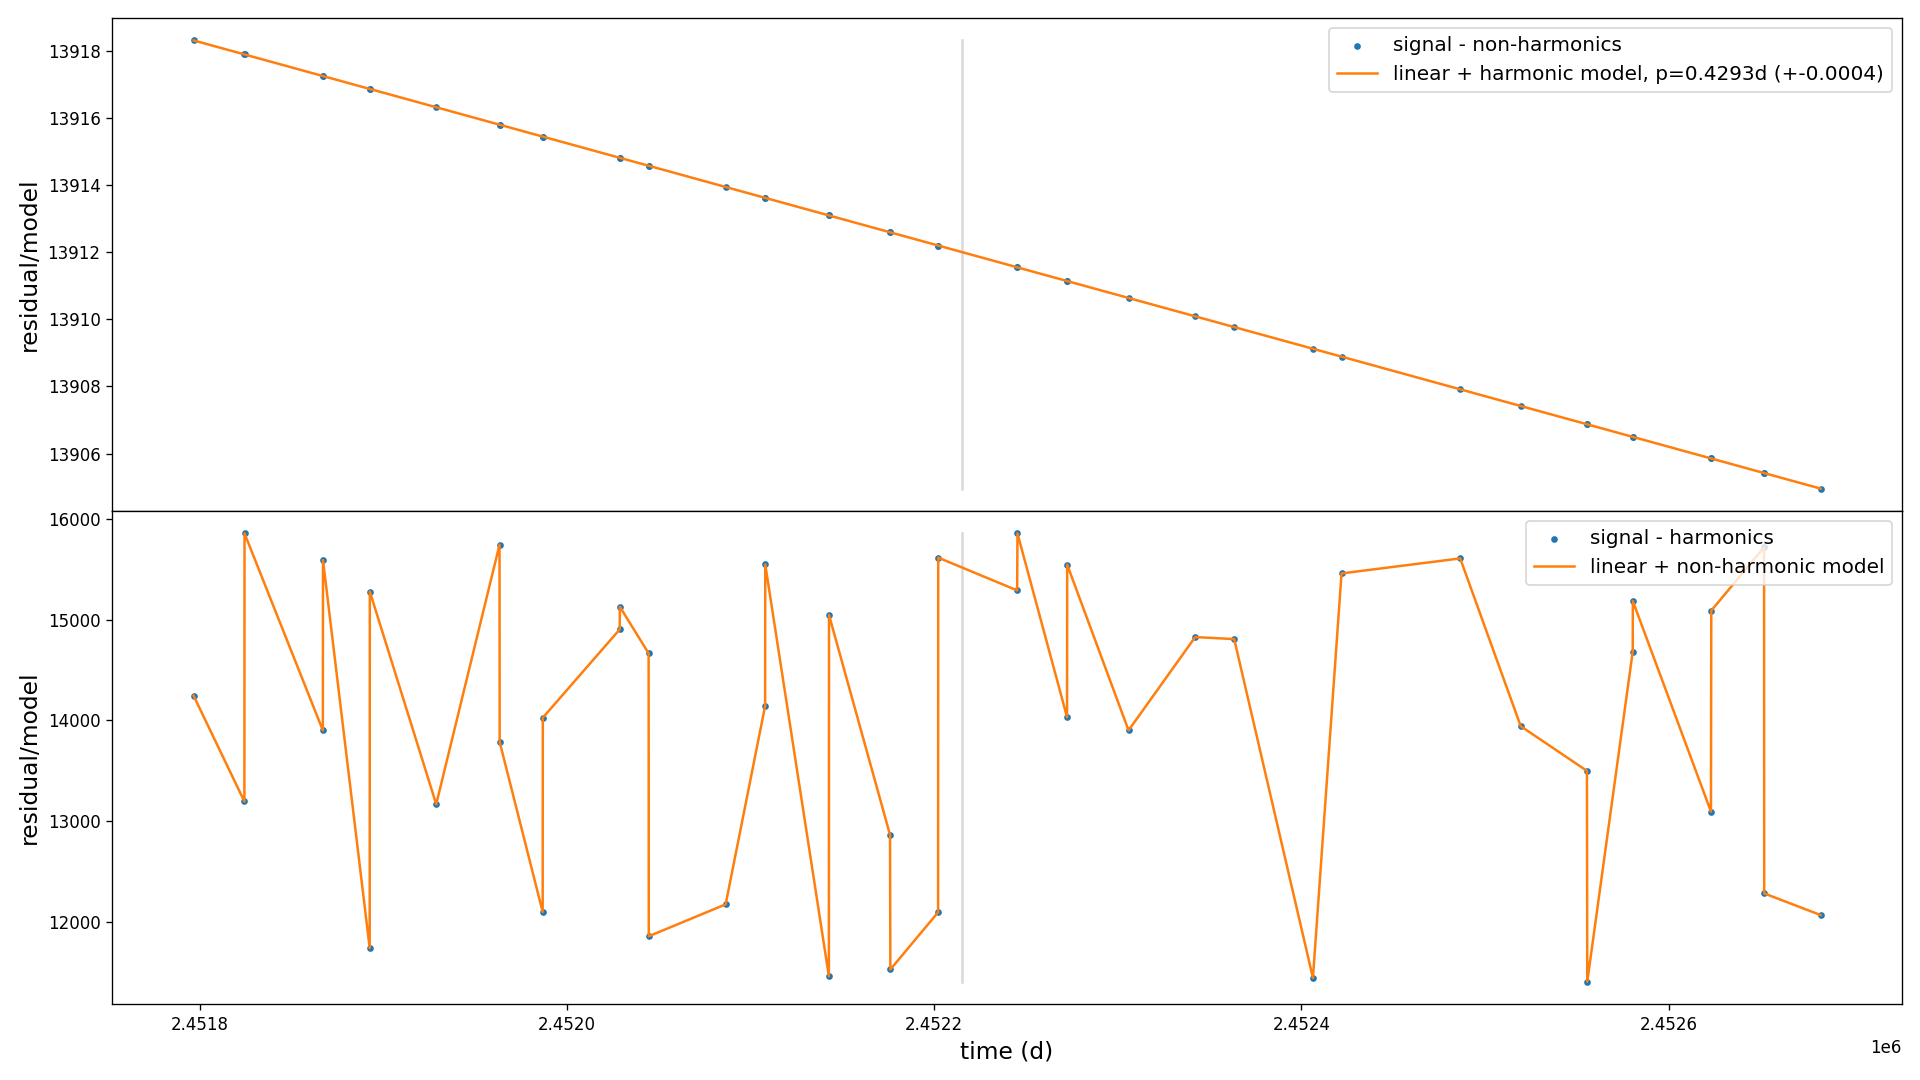 13918
13916
13914
13912
13910
13908
13906
residual/model
signal - non-harmonics
linear + harmonic model, p=0.4293d (+-0.0004)
16000
15000
14000
13000
12000
residual/model
signal - harmonics
linear + non-harmonic model
2.4518
2.4520
2.4522
2.4524
2.4526
1e6
time (d)